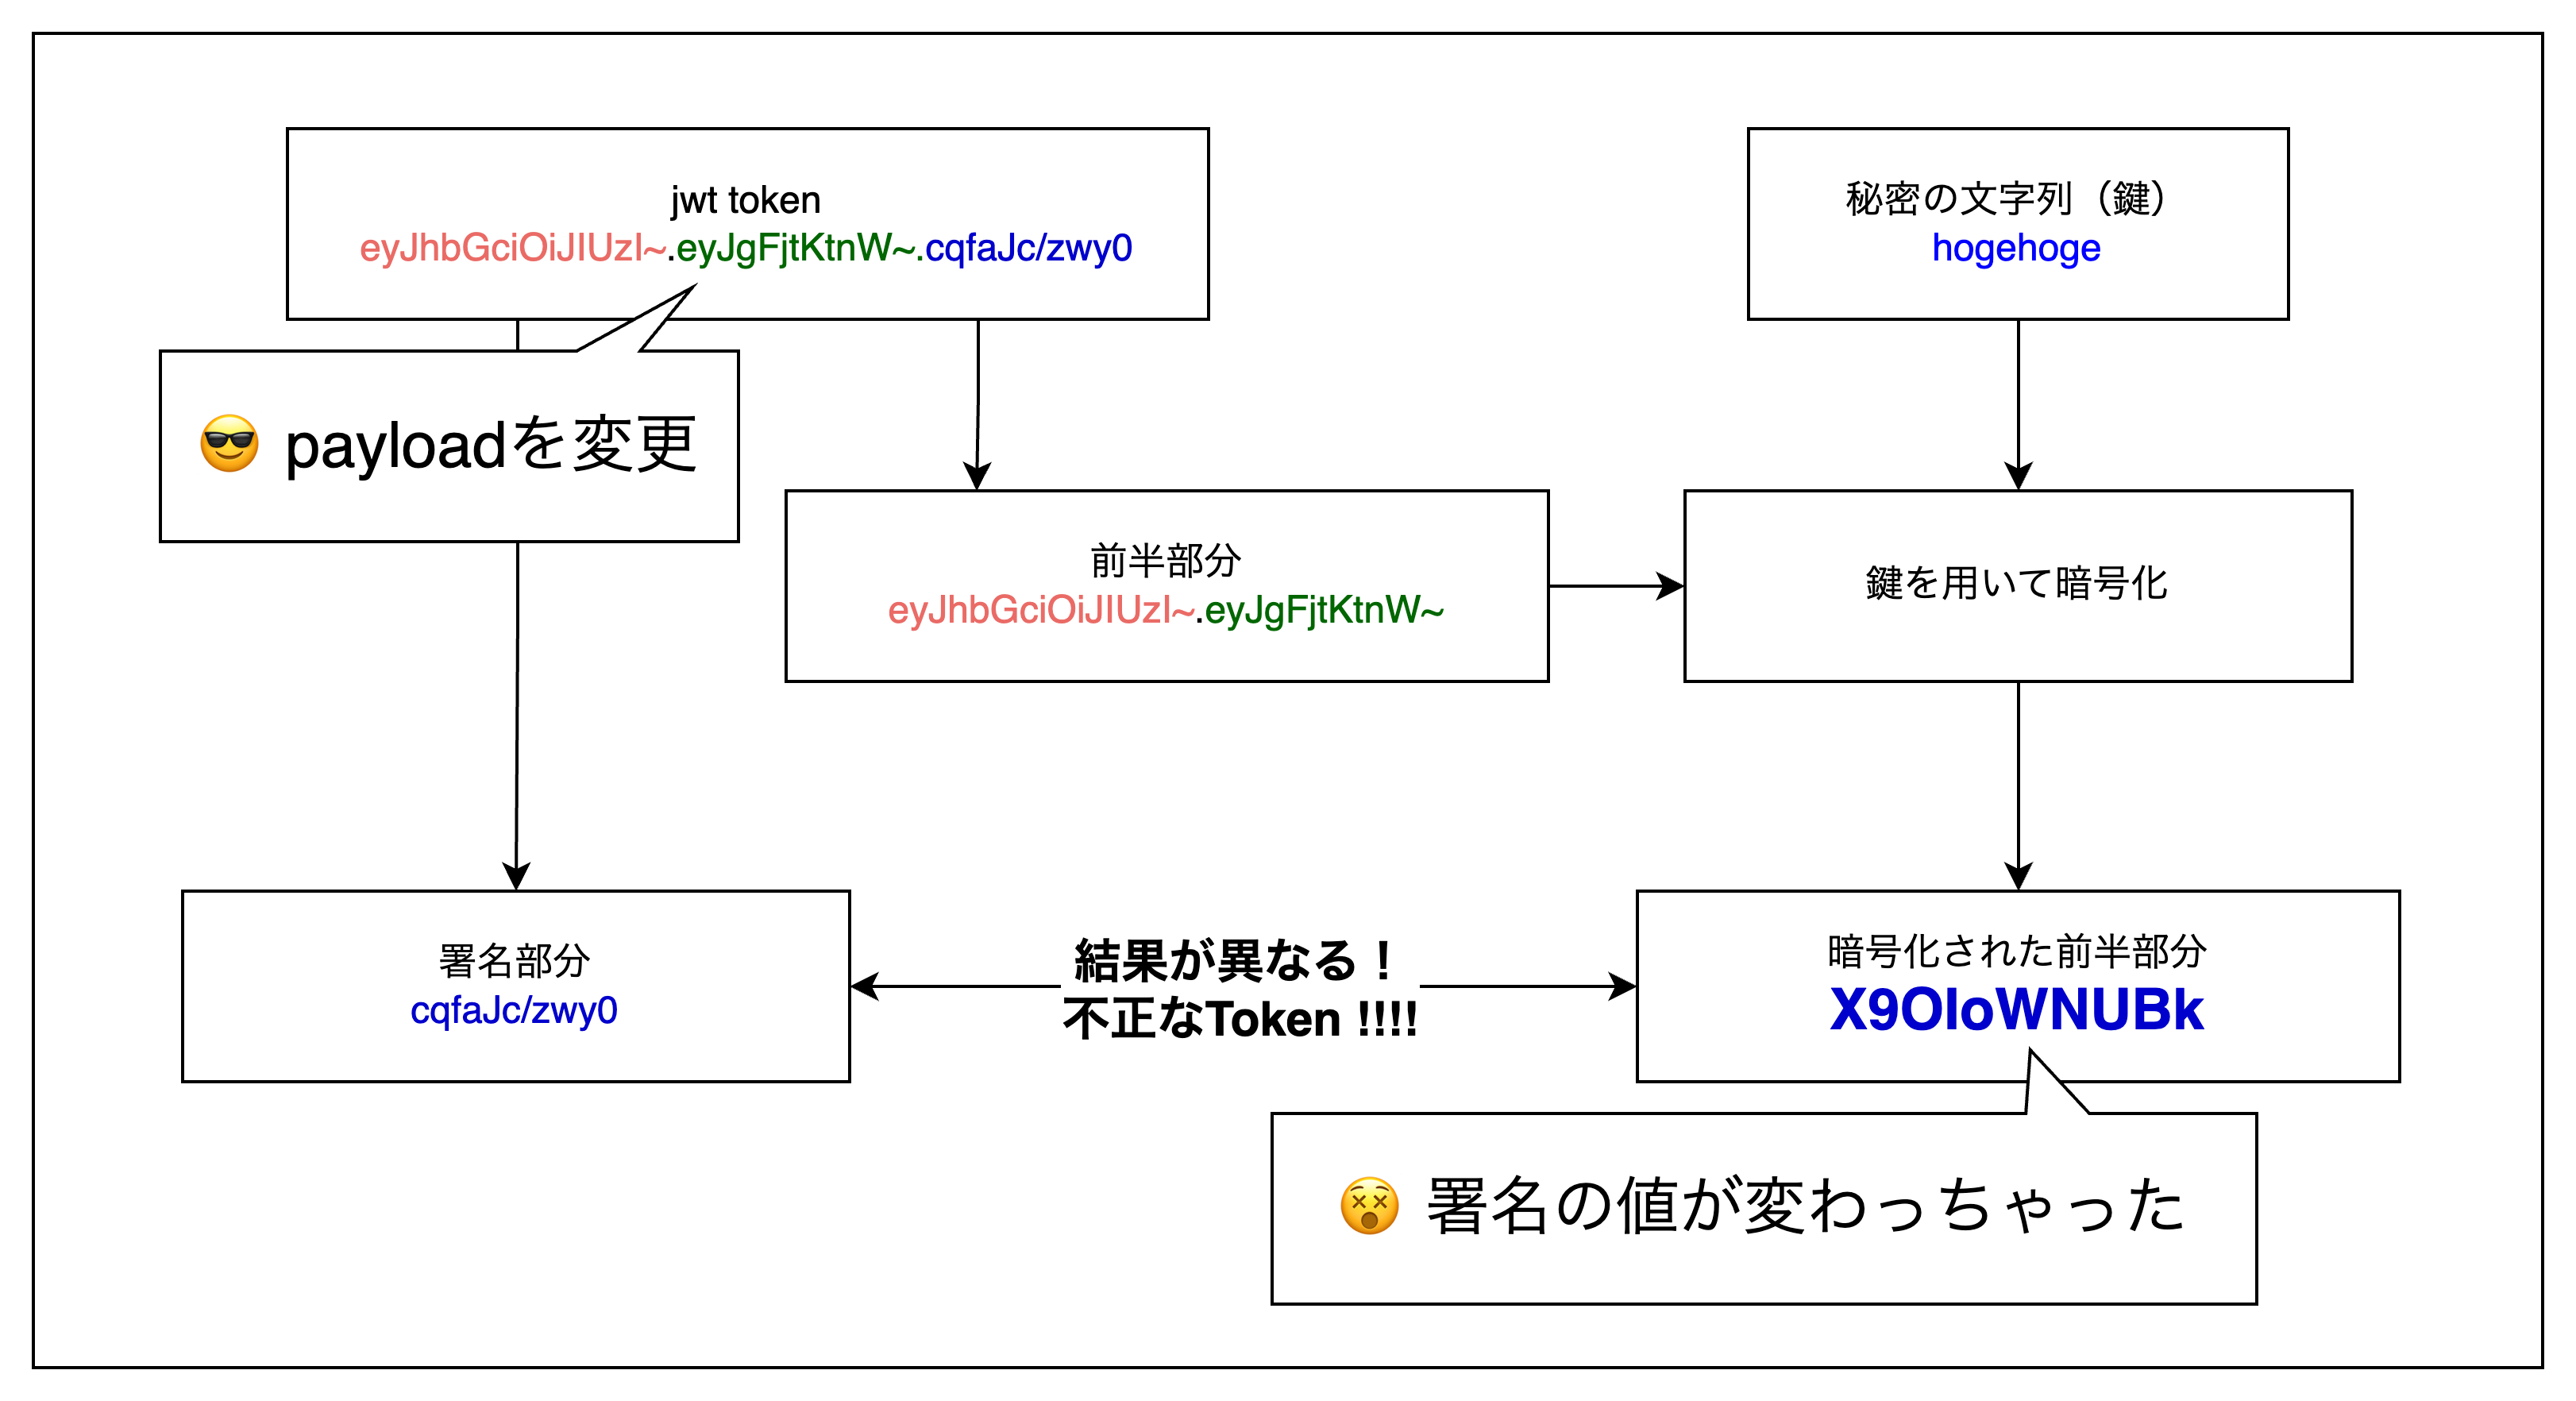 jwt token
eyJhbGciOiJIUzI~.eyJgFjtKtnW~.cqfaJc/zwy0
秘密の文字列（鍵）
hogehoge
😎 payloadを変更
前半部分
eyJhbGciOiJIUzI~.eyJgFjtKtnW~
鍵を用いて暗号化
署名部分
cqfaJc/zwy0
結果が異なる！
不正なToken !!!!
暗号化された前半部分
X9OIoWNUBk
😵 署名の値が変わっちゃった